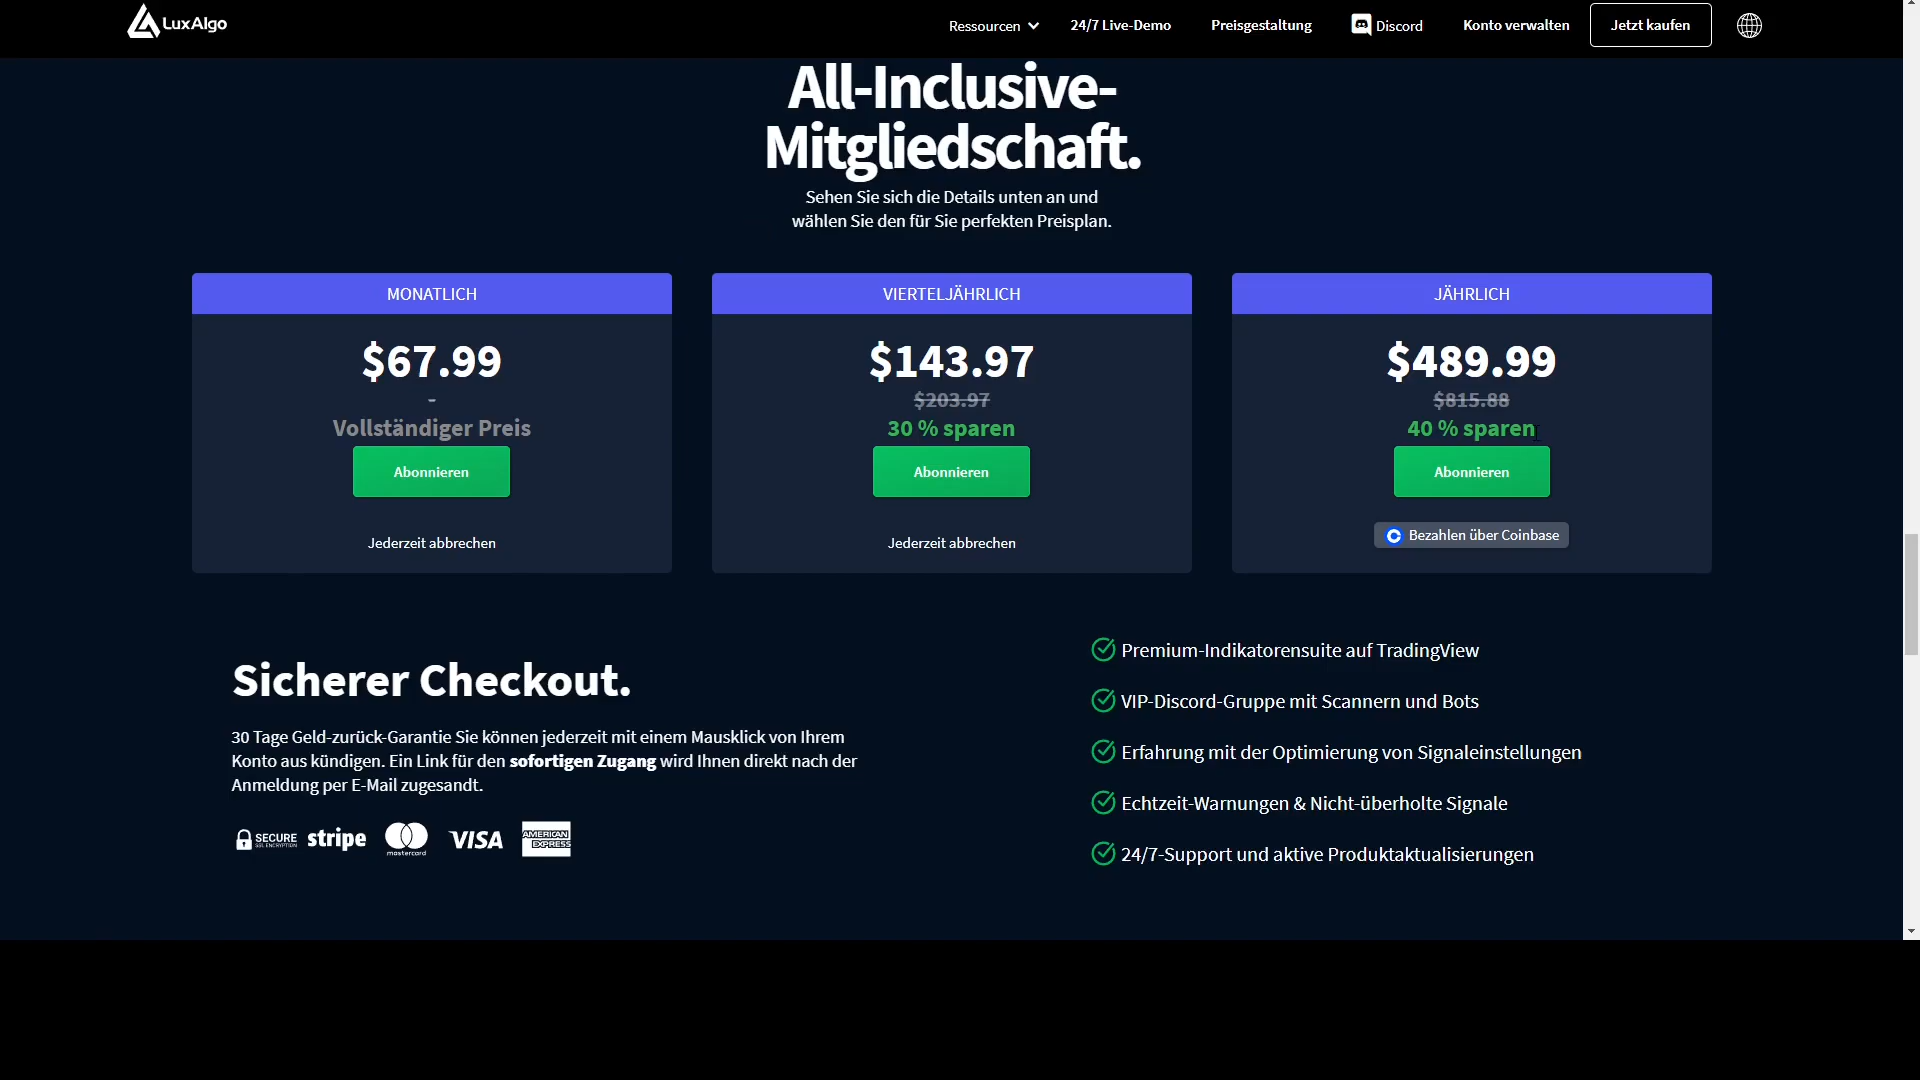 LuxAlgo
Ressourcen
24/7 Live-Demo
Preisgestaltung
Discord
Konto verwalten
Jetzt kaufen
All-Inclusive-
Mitgliedschaft.
Sehen Sie sich die Details unten an und
wählen Sie den für Sie perfekten Preisplan.
MONATLICH
$67.99
-
Vollständiger Preis
Abonnieren
Jederzeit abbrechen
VIERTELJÄHRLICH
$143.97
$203.97
30 % sparen
Abonnieren
Jederzeit abbrechen
JÄHRLICH
$489.99
$815.88
40 % sparen
Abonnieren
Bezahlen über Coinbase
Sicherer Checkout.
30 Tage Geld-zurück-Garantie Sie können jederzeit mit einem Mausklick von Ihrem
Konto aus kündigen. Ein Link für den sofortigen Zugang wird Ihnen direkt nach der
Anmeldung per E-Mail zugesandt.
SECURE
SSL ENCRYPTION
stripe
mastercard
VISA
AMERICAN
EXPRESS
Premium-Indikatorensuite auf TradingView
VIP-Discord-Gruppe mit Scannern und Bots
Erfahrung mit der Optimierung von Signaleinstellungen
Echtzeit-Warnungen & Nicht-überholte Signale
24/7-Support und aktive Produktaktualisierungen